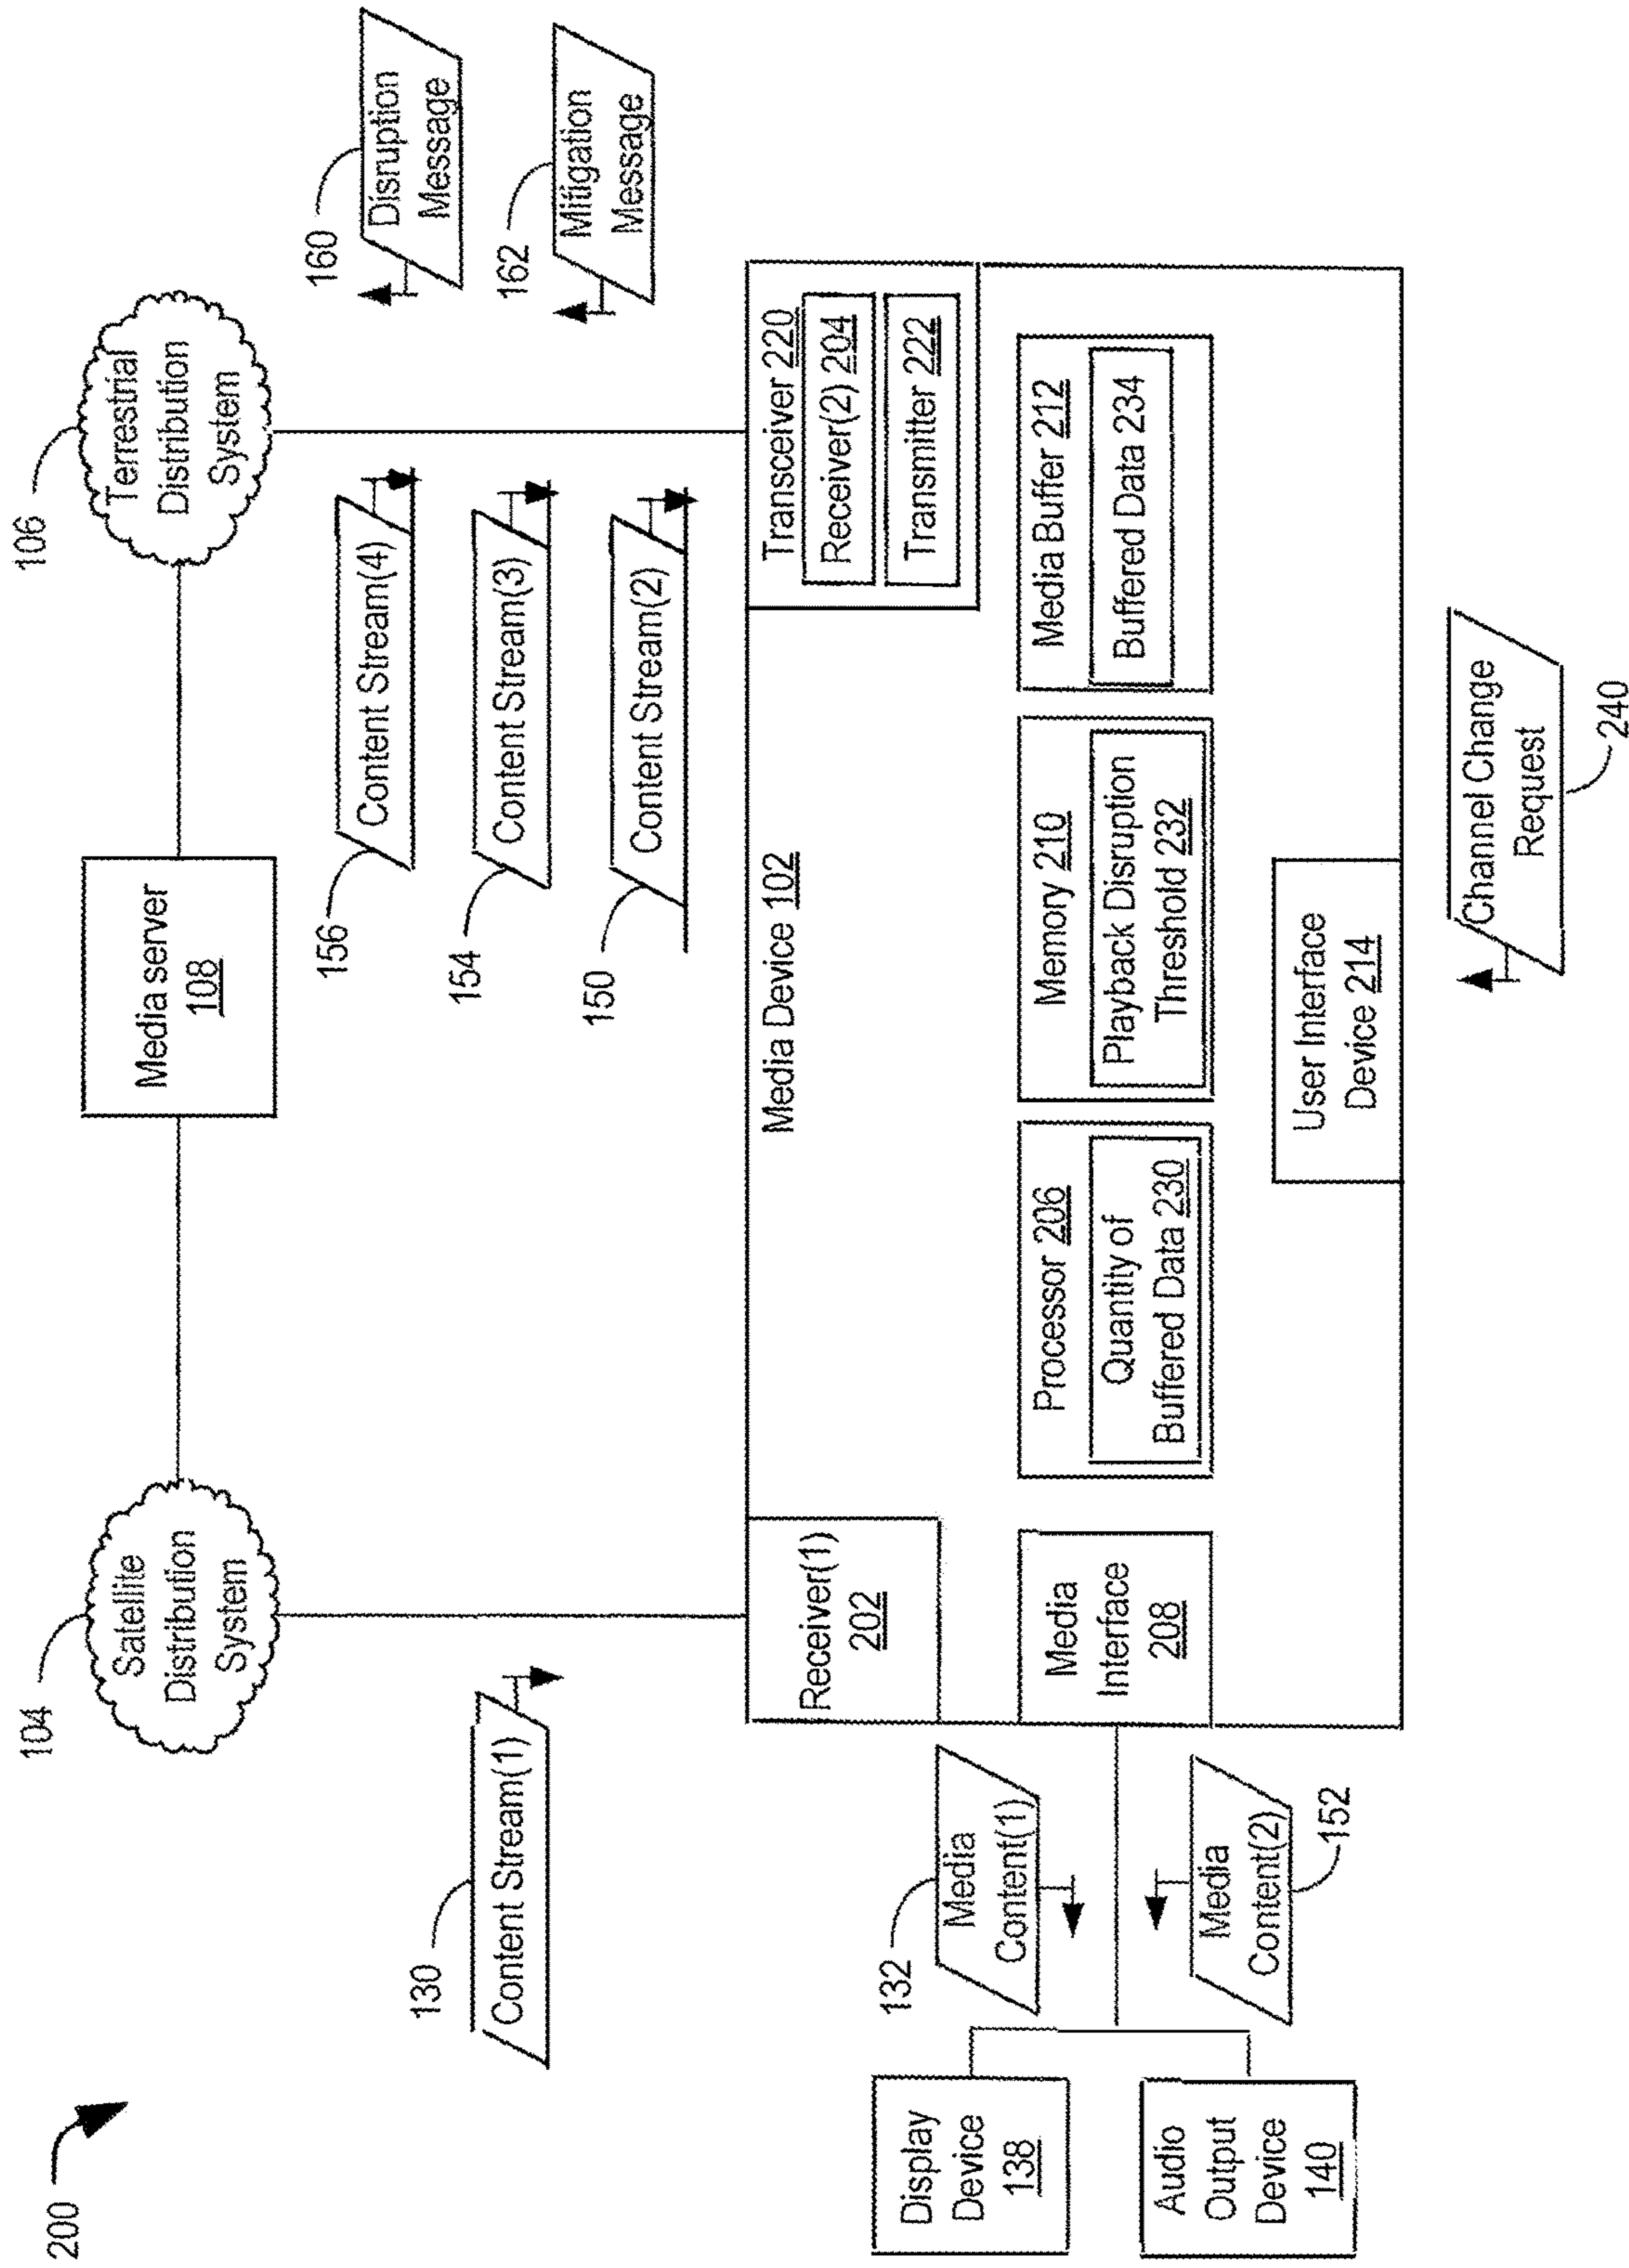 200
104
Satellite
Distribution
System
Media server
108
106
Terrestrial
Distribution
System
130
Content Stream(1)
156
Content Stream(4)
154
Content Stream(3)
150
Content Stream(2)
160
Disruption
Message
162
Mitigation
Message
Media Device 102
Receiver(1)
202
Transceiver 220
Receiver(2) 204
Transmitter 222
Display
Device
138
Audio
Output
Device
140
132
Media
Content(1)
Media
Content(2)
152
Media
Interface
208
Processor 206
Quantity of
Buffered Data 230
Memory 210
Playback Disruption
Threshold 232
Media Buffer 212
Buffered Data 234
User Interface
Device 214
Channel Change
Request
240